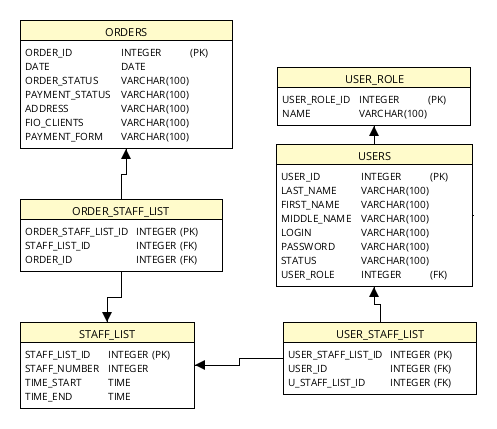 ORDERS
ORDER_ID INTEGER (PK)
DATE DATE
ORDER_STATUS VARCHAR(100)
PAYMENT_STATUS VARCHAR(100)
ADDRESS VARCHAR(100)
FIO_CLIENTS VARCHAR(100)
PAYMENT_FORM VARCHAR(100)
USER_ROLE
USER_ROLE_ID INTEGER (PK)
NAME VARCHAR(100)
USERS
USER_ID INTEGER (PK)
LAST_NAME VARCHAR(100)
FIRST_NAME VARCHAR(100)
MIDDLE_NAME VARCHAR(100)
LOGIN VARCHAR(100)
PASSWORD VARCHAR(100)
STATUS VARCHAR(100)
USER_ROLE INTEGER (FK)
ORDER_STAFF_LIST
ORDER_STAFF_LIST_ID INTEGER (PK)
STAFF_LIST_ID INTEGER (FK)
ORDER_ID INTEGER (FK)
STAFF_LIST
STAFF_LIST_ID INTEGER (PK)
STAFF_NUMBER INTEGER
TIME_START TIME
TIME_END TIME
USER_STAFF_LIST
USER_STAFF_LIST_ID INTEGER (PK)
USER_ID INTEGER (FK)
U_STAFF_LIST_ID INTEGER (FK)